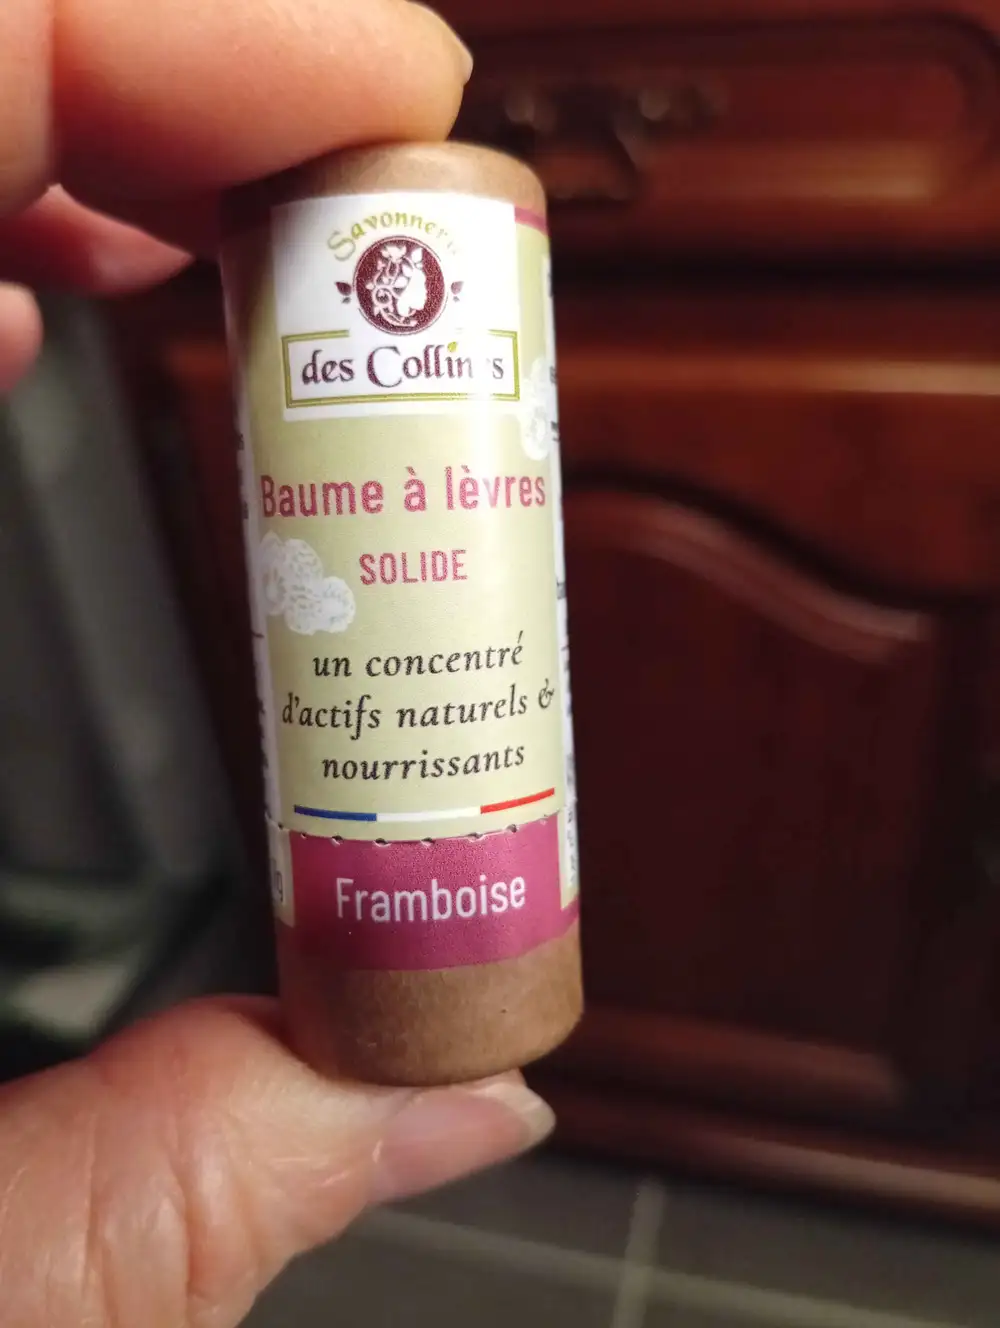 Savonnerie
des Collines
Baume à lèvres
SOLIDE
un concentré
d'actifs naturels &
nourrissants
Framboise